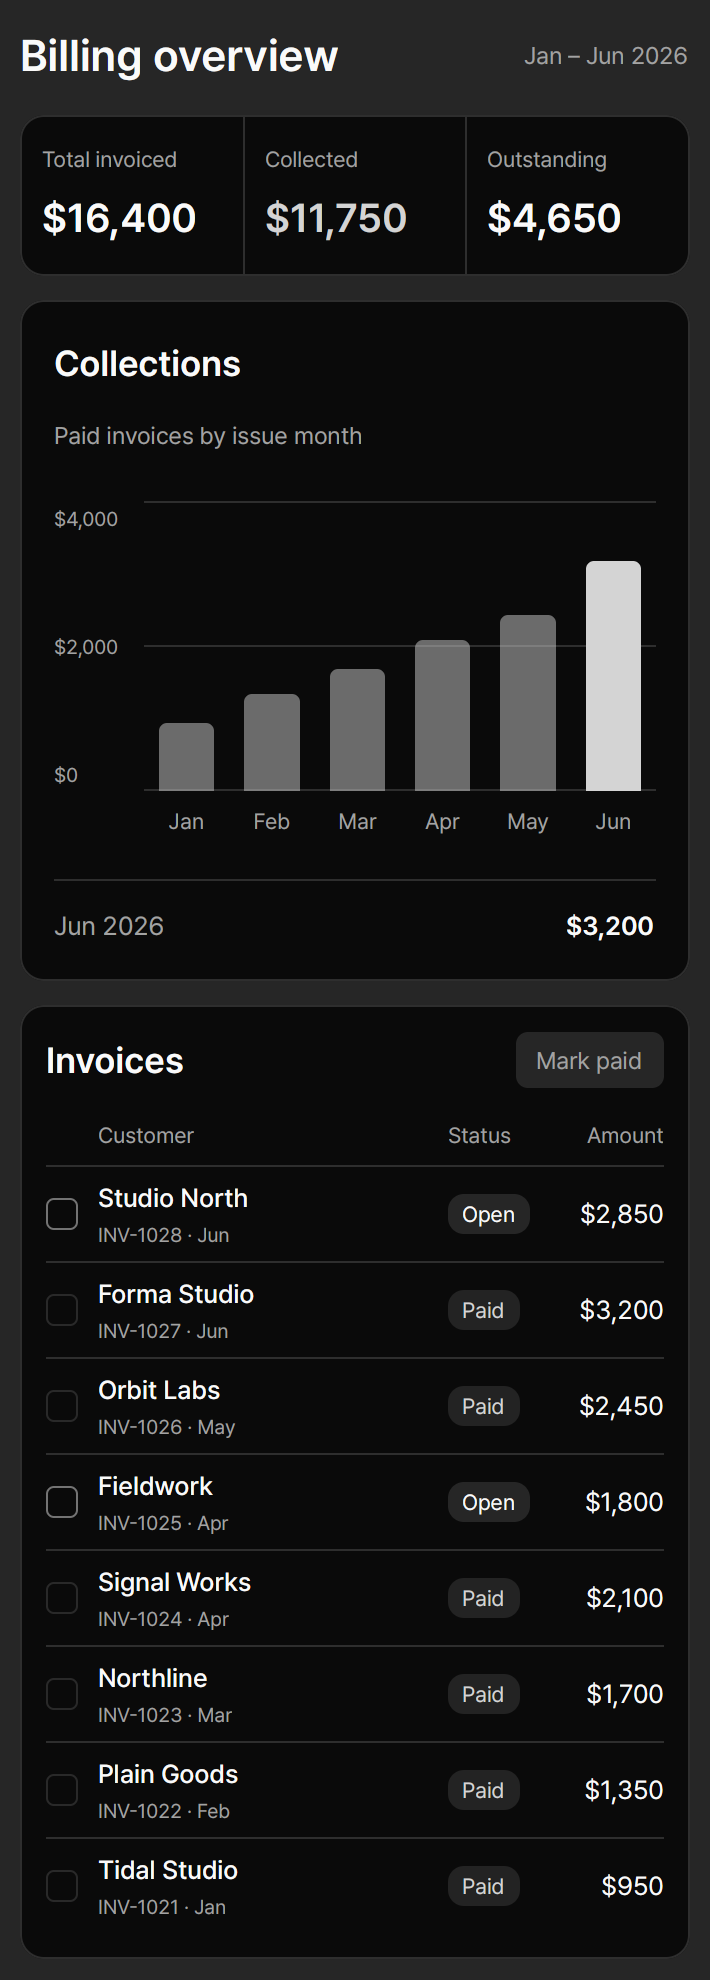 Billing overview
Jan – Jun 2026
Total invoiced
Collected
Outstanding
$16,400
$11,750
$4,650
Collections
Paid invoices by issue month
$4,000
$2,000
$0
Jan Feb Mar Apr May Jun
Jun 2026
$3,200
Invoices
Mark paid
Customer Status Amount
Studio North
INV-1028 · Jun
Open
$2,850
Forma Studio
INV-1027 · Jun
Paid
$3,200
Orbit Labs
INV-1026 · May
Paid
$2,450
Fieldwork
INV-1025 · Apr
Open
$1,800
Signal Works
INV-1024 · Apr
Paid
$2,100
Northline
INV-1023 · Mar
Paid
$1,700
Plain Goods
INV-1022 · Feb
Paid
$1,350
Tidal Studio
INV-1021 · Jan
Paid
$950